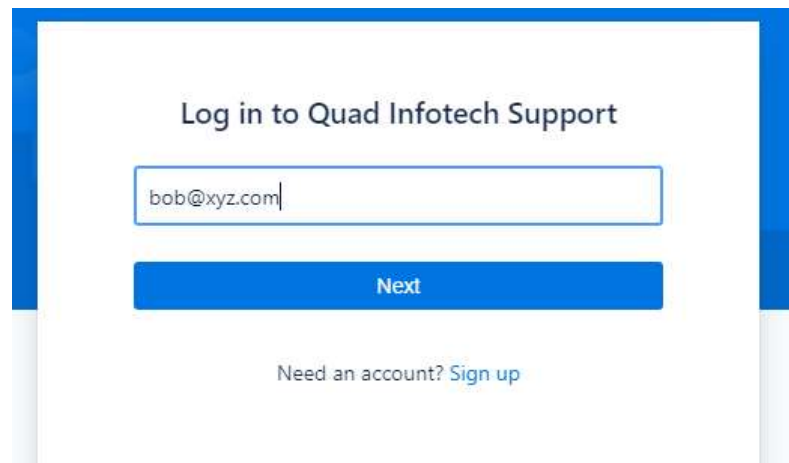 Log in to Quad Infotech Support
bob@xyz.com
Next
Need an account? Sign up